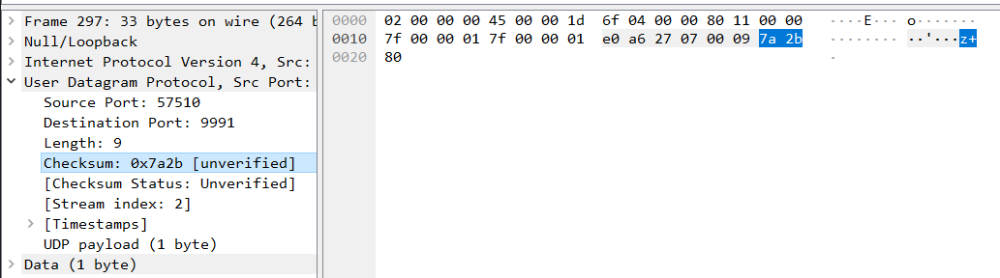 Frame 297: 33 bytes on wire (264 b
Null/Loopback
Internet Protocol Version 4, Src:
User Datagram Protocol, Src Port:
Source Port: 57510
Destination Port: 9991
Length: 9
Checksum: 0x7a2b [unverified]
[Checksum Status: Unverified]
[Stream index: 2]
[Timestamps]
UDP payload (1 byte)
Data (1 byte)
0000 02 00 00 00 45 00 00 1d 6f 04 00 00 80 11 00 00 ····E··· o·······
0010 7f 00 00 01 7f 00 00 01 e0 a6 27 07 00 09 7a 2b ········ ··'···z+
0020 80 ·